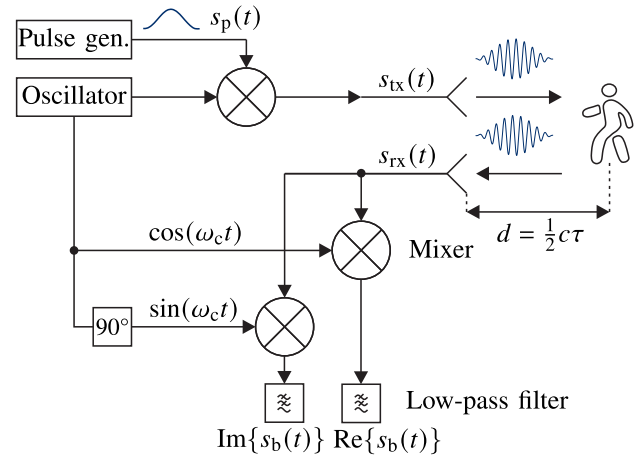 Pulse gen.
s_p(t)
Oscillator
s_tx(t)
s_rx(t)
d = ½cτ
cos(ω_c t)
Mixer
90°
sin(ω_c t)
Low-pass filter
Im{s_b(t)} Re{s_b(t)}